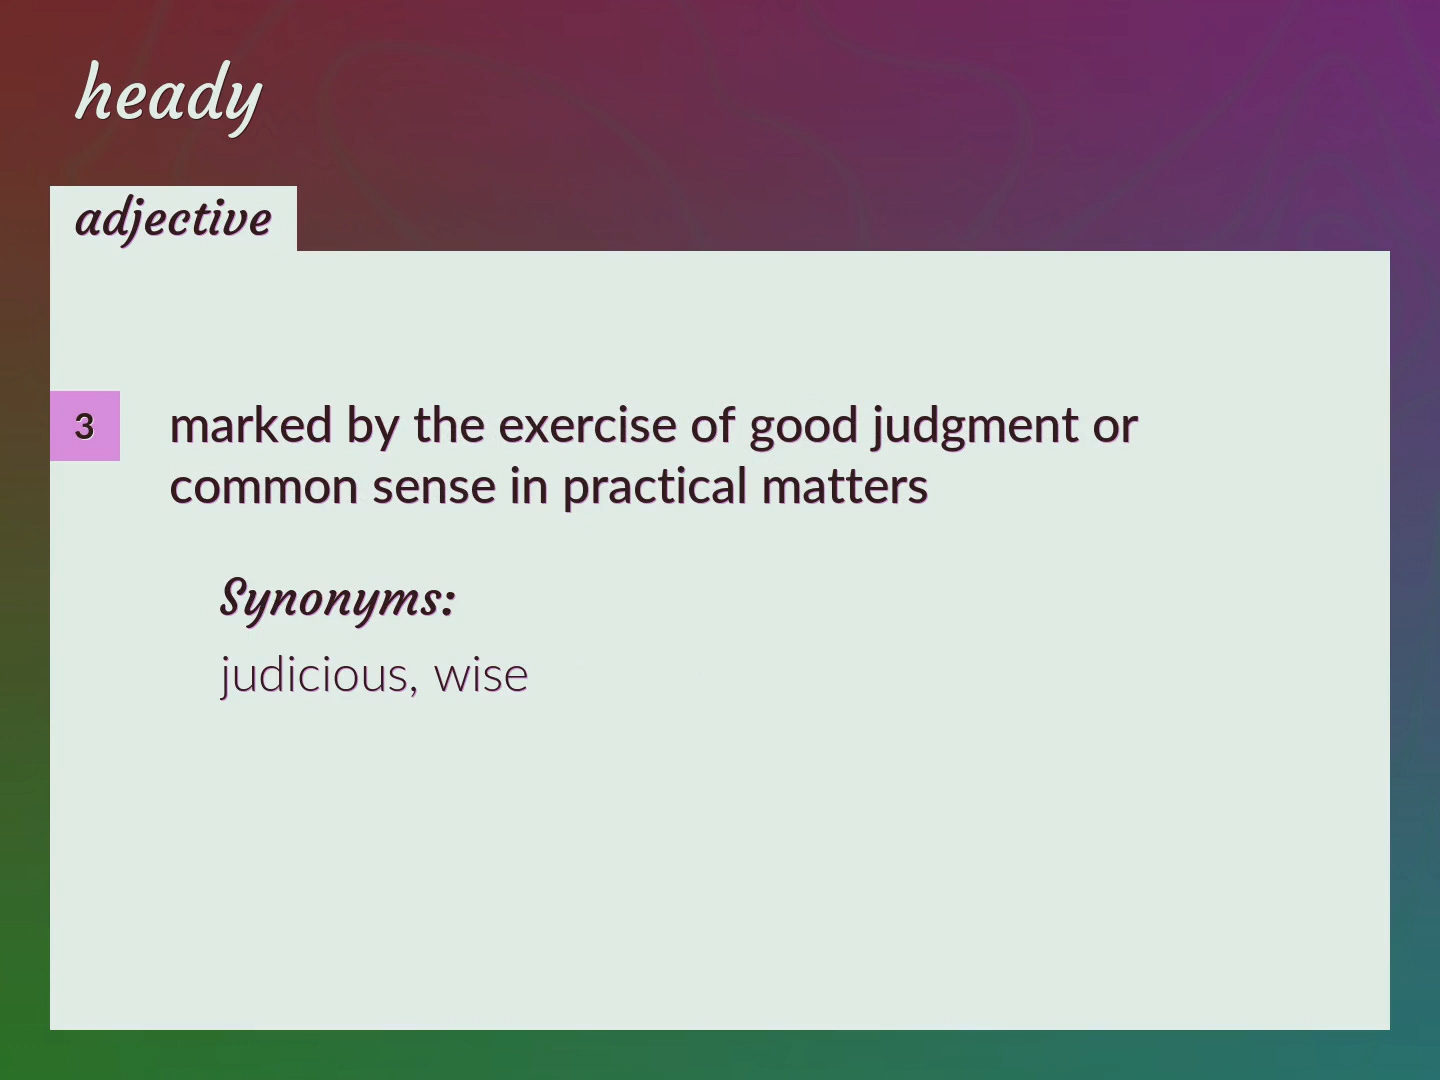 heady
adjective
3
marked by the exercise of good judgment or
common sense in practical matters
Synonyms:
judicious, wise